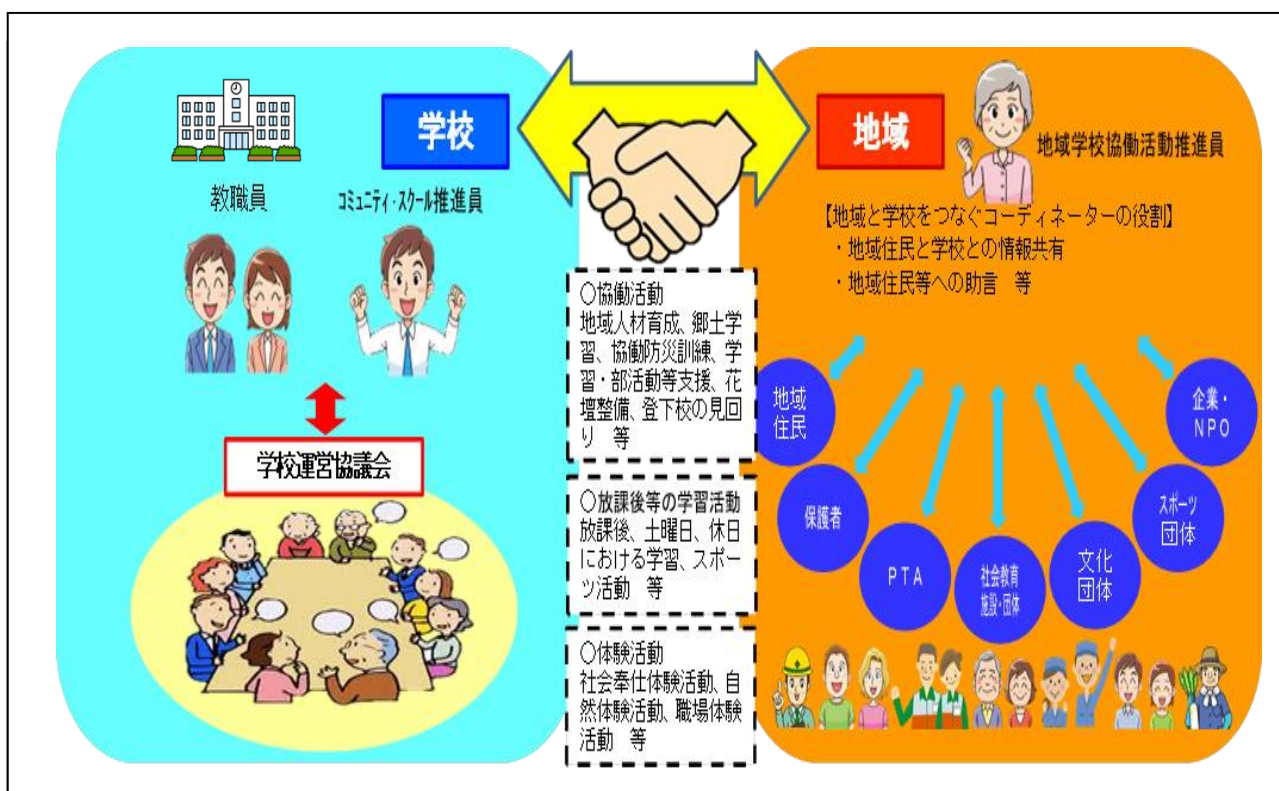 学校
教職員
コミュニティ・スクール推進員
学校運営協議会
○協働活動
地域人材育成、郷土学
習、協働防災訓練、学
習・部活動等支援、花
壇整備、登下校の見回
り 等
○放課後等の学習活動
放課後、土曜日、休日
における学習、スポー
ツ活動 等
○体験活動
社会奉仕体験活動、自
然体験活動、職場体験
活動 等
地域
地域学校協働活動推進員
【地域と学校をつなぐコーディネーターの役割】
・地域住民と学校との情報共有
・地域住民等への助言 等
地域
住民
保護者
PTA
社会教育
施設・団体
文化
団体
スポーツ
団体
企業・
NPO